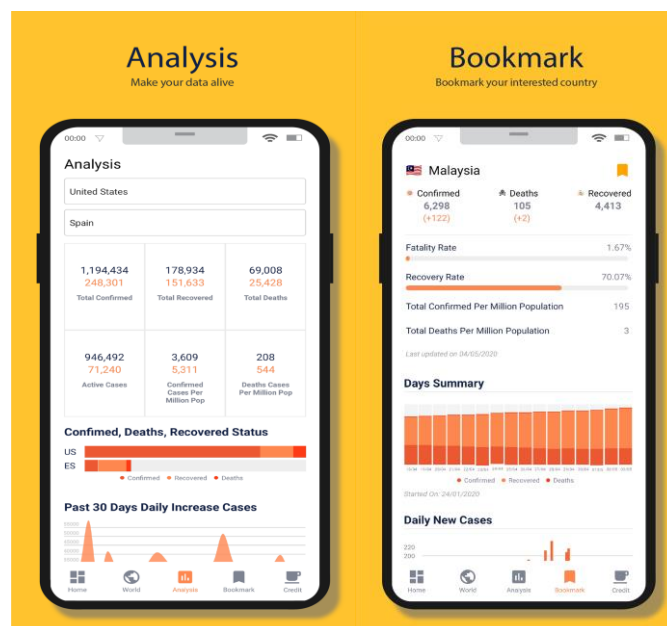 Analysis
Make your data alive
00:00
Analysis
United States
Spain
1,194,434 178,934 69,008
248,301 151,633 25,428
Total Confirmed Total Recovered Total Deaths
946,492 3,609 208
71,240 5,311 544
Active Cases Confirmed Deaths Cases
Cases Per Per Million Pop
Million Pop
Confimed, Deaths, Recovered Status
US
ES
Confirmed Recovered Deaths
Past 30 Days Daily Increase Cases
Home World Analysis Bookmark Credit
Bookmark
Bookmark your interested country
00:00
Malaysia
Confirmed Deaths Recovered
6,298 105 4,413
(+122) (+2)
Fatality Rate 1.67%
Recovery Rate 70.07%
Total Confirmed Per Million Population 195
Total Deaths Per Million Population 3
Last updated on 04/05/2020
Days Summary
Confirmed Recovered Deaths
Started On: 24/01/2020
Daily New Cases
220
200
Home World Analysis Bookmark Credit